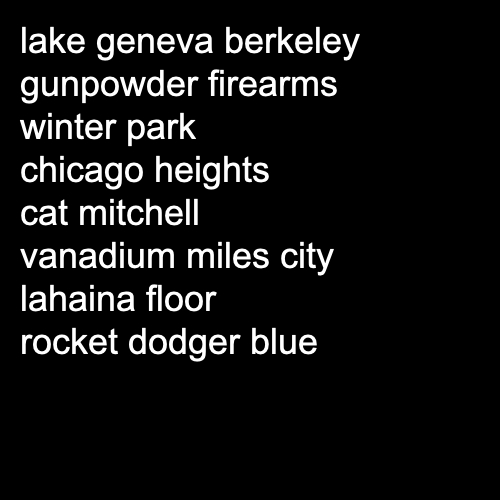 lake geneva berkeley
gunpowder firearms
winter park
chicago heights
cat mitchell
vanadium miles city
lahaina floor
rocket dodger blue